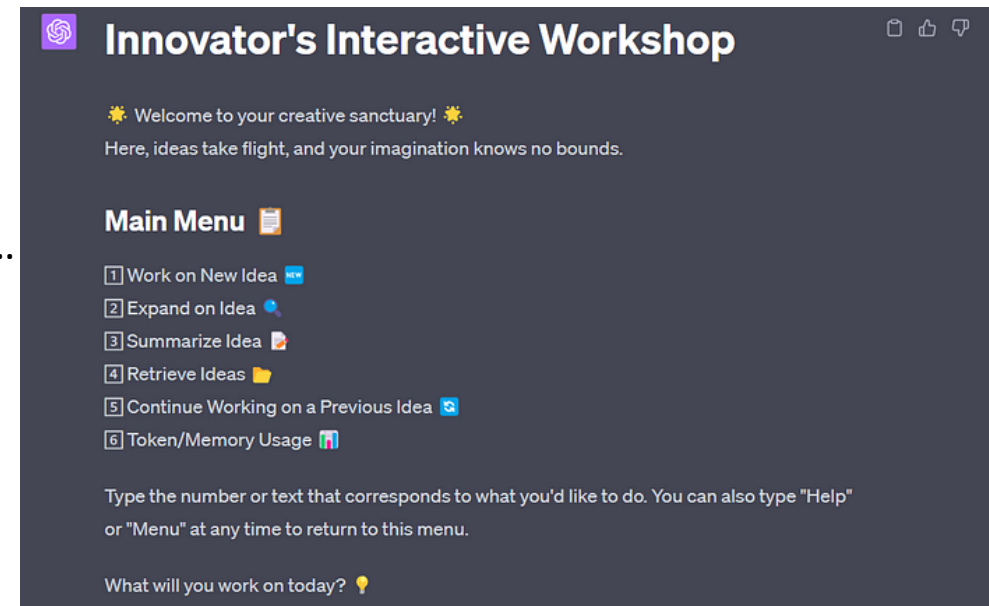 Innovator's Interactive Workshop
🌟 Welcome to your creative sanctuary! 🌟
Here, ideas take flight, and your imagination knows no bounds.
Main Menu 📋
1️⃣ Work on New Idea 🆕
2️⃣ Expand on Idea 🔍
3️⃣ Summarize Idea 📝
4️⃣ Retrieve Ideas 📂
5️⃣ Continue Working on a Previous Idea 🔄
6️⃣ Token/Memory Usage 📊
Type the number or text that corresponds to what you'd like to do. You can also type "Help"
or "Menu" at any time to return to this menu.
What will you work on today? 💡